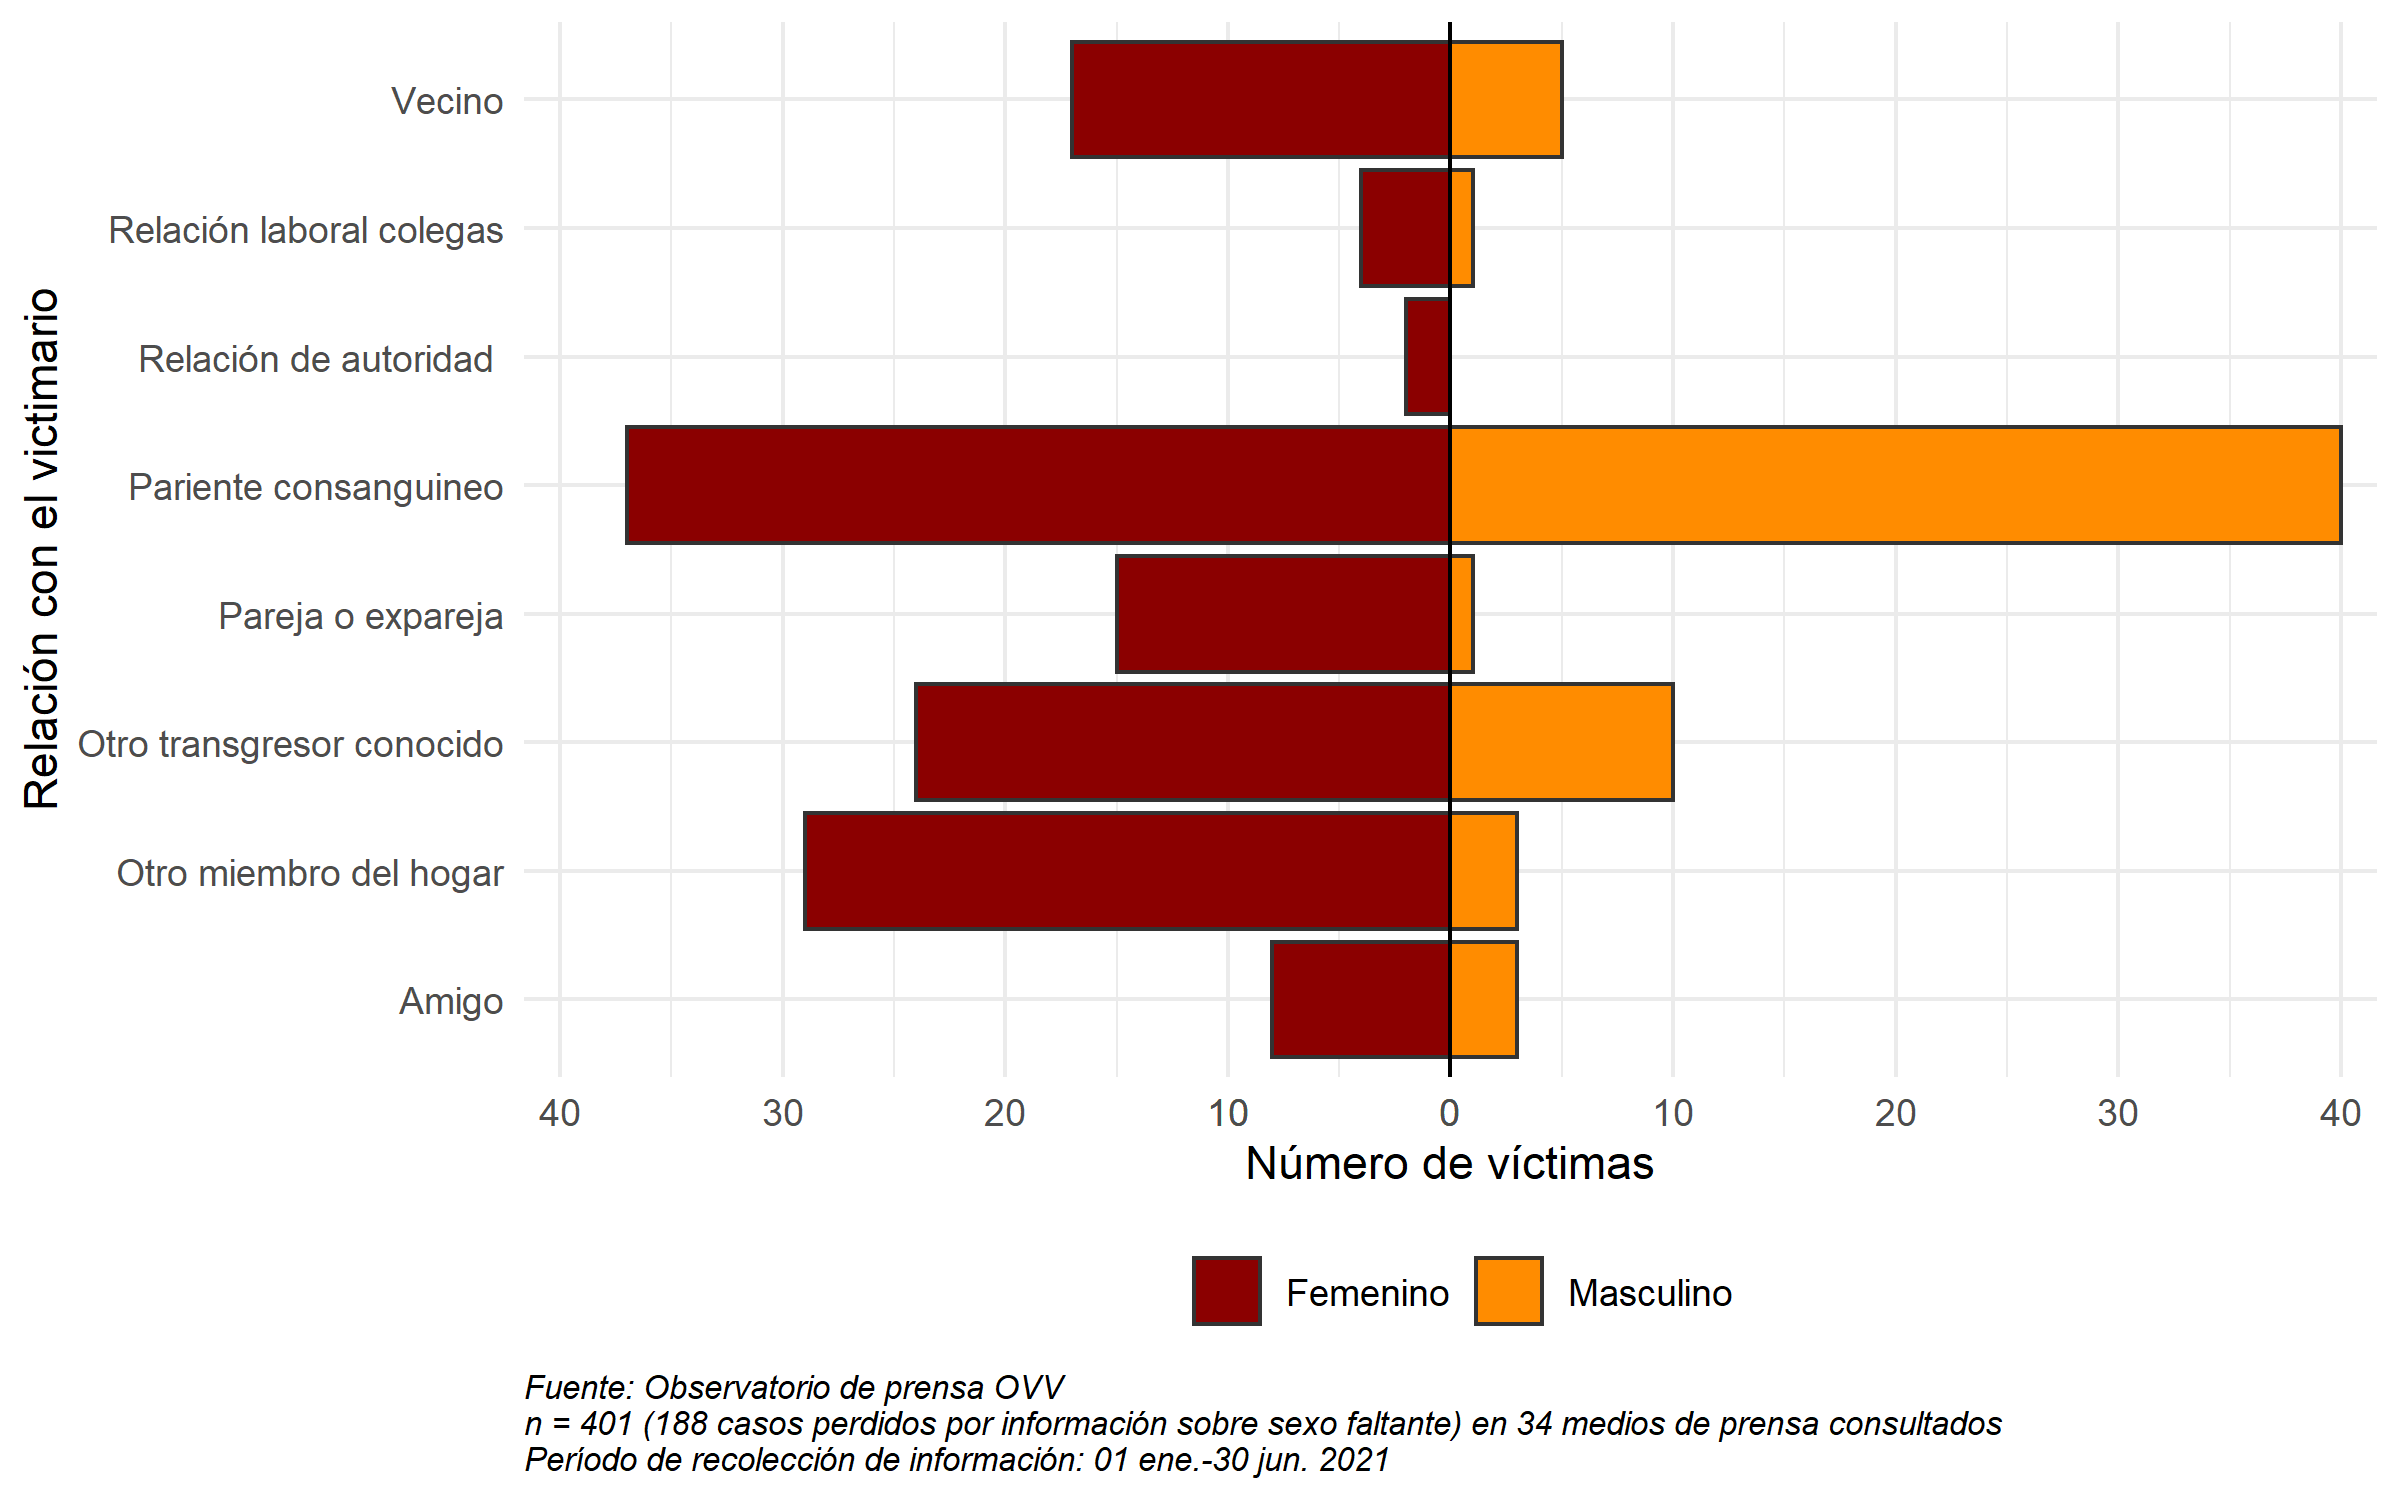 Relación con el victimario
Vecino
Relación laboral colegas
Relación de autoridad
Pariente consanguineo
Pareja o expareja
Otro transgresor conocido
Otro miembro del hogar
Amigo
40 30 20 10 0 10 20 30 40
Número de víctimas
Femenino Masculino
Fuente: Observatorio de prensa OVV
n = 401 (188 casos perdidos por información sobre sexo faltante) en 34 medios de prensa consultados
Período de recolección de información: 01 ene.-30 jun. 2021